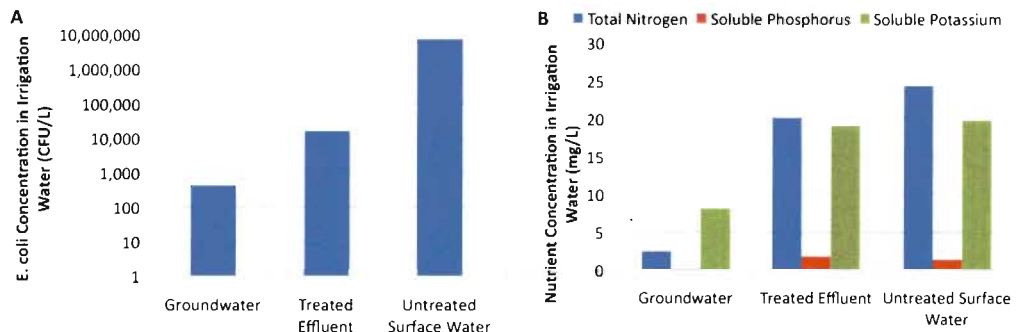 A
E. coli Concentration in Irrigation
Water (CFU/L)
10,000,000
1,000,000
100,000
10,000
1,000
100
10
1
Groundwater
Treated
Effluent
Untreated
Surface Water
B
Total Nitrogen
Soluble Phosphorus
Soluble Potassium
Nutrient Concentration in Irrigation
Water (mg/L)
30
25
20
15
10
5
0
Groundwater
Treated Effluent
Untreated Surface
Water